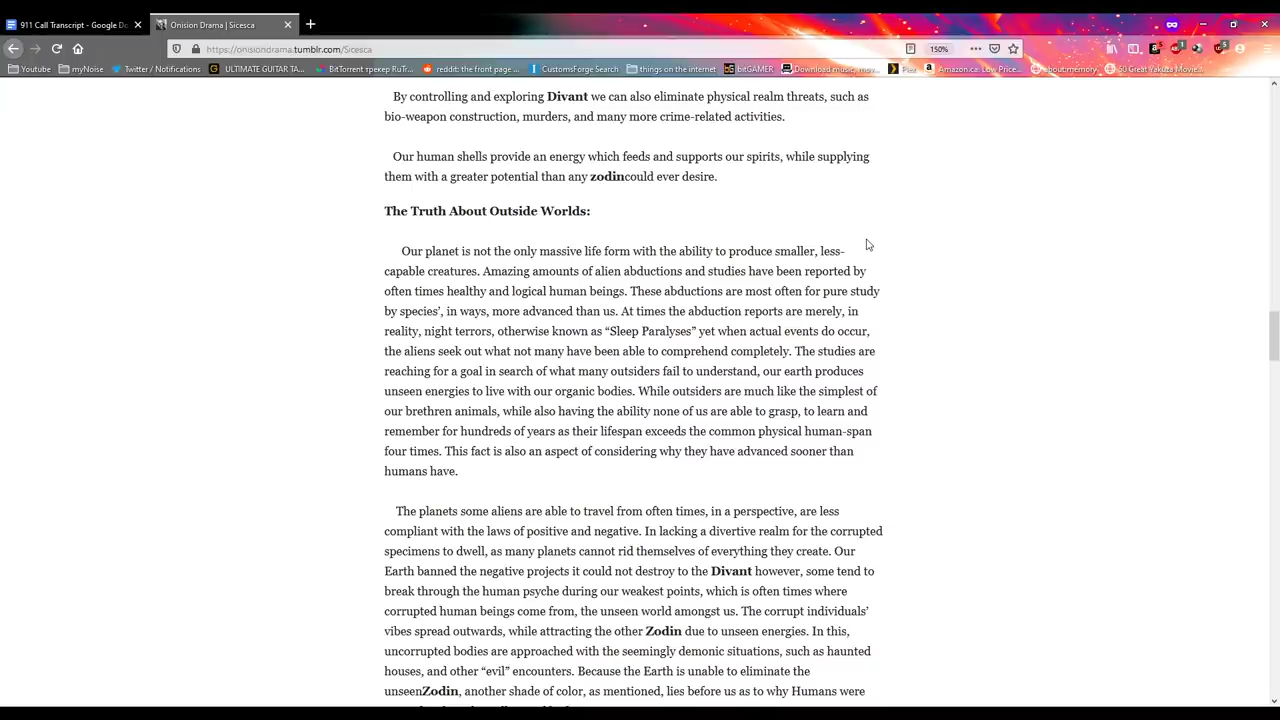 911 Call Transcript - Google Do
Onision Drama | Sicesca
https://onisiondrama.tumblr.com/Sicesca
150%
Youtube
myNoise
Twitter / Notifications
ULTIMATE GUITAR TA...
BitTorrent трекер RuTr...
reddit: the front page ...
CustomsForge Search
things on the internet
bitGAMER
Download music, mov...
Plex
Amazon.ca: Low Price...
about:memory
50 Great Yakuza Movie...
By controlling and exploring Divant we can also eliminate physical realm threats, such as
bio-weapon construction, murders, and many more crime-related activities.
Our human shells provide an energy which feeds and supports our spirits, while supplying
them with a greater potential than any zodincould ever desire.
The Truth About Outside Worlds:
Our planet is not the only massive life form with the ability to produce smaller, less-
capable creatures. Amazing amounts of alien abductions and studies have been reported by
often times healthy and logical human beings. These abductions are most often for pure study
by species’, in ways, more advanced than us. At times the abduction reports are merely, in
reality, night terrors, otherwise known as “Sleep Paralyses” yet when actual events do occur,
the aliens seek out what not many have been able to comprehend completely. The studies are
reaching for a goal in search of what many outsiders fail to understand, our earth produces
unseen energies to live with our organic bodies. While outsiders are much like the simplest of
our brethren animals, while also having the ability none of us are able to grasp, to learn and
remember for hundreds of years as their lifespan exceeds the common physical human-span
four times. This fact is also an aspect of considering why they have advanced sooner than
humans have.
The planets some aliens are able to travel from often times, in a perspective, are less
compliant with the laws of positive and negative. In lacking a divertive realm for the corrupted
specimens to dwell, as many planets cannot rid themselves of everything they create. Our
Earth banned the negative projects it could not destroy to the Divant however, some tend to
break through the human psyche during our weakest points, which is often times where
corrupted human beings come from, the unseen world amongst us. The corrupt individuals’
vibes spread outwards, while attracting the other Zodin due to unseen energies. In this,
uncorrupted bodies are approached with the seemingly demonic situations, such as haunted
houses, and other “evil” encounters. Because the Earth is unable to eliminate the
unseenZodin, another shade of color, as mentioned, lies before us as to why Humans were